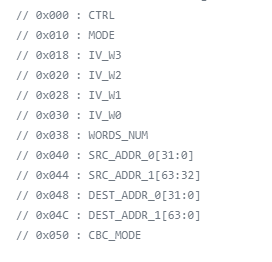 // 0x000 : CTRL
// 0x010 : MODE
// 0x018 : IV_W3
// 0x020 : IV_W2
// 0x028 : IV_W1
// 0x030 : IV_W0
// 0x038 : WORDS_NUM
// 0x040 : SRC_ADDR_0[31:0]
// 0x044 : SRC_ADDR_1[63:32]
// 0x048 : DEST_ADDR_0[31:0]
// 0x04C : DEST_ADDR_1[63:0]
// 0x050 : CBC_MODE